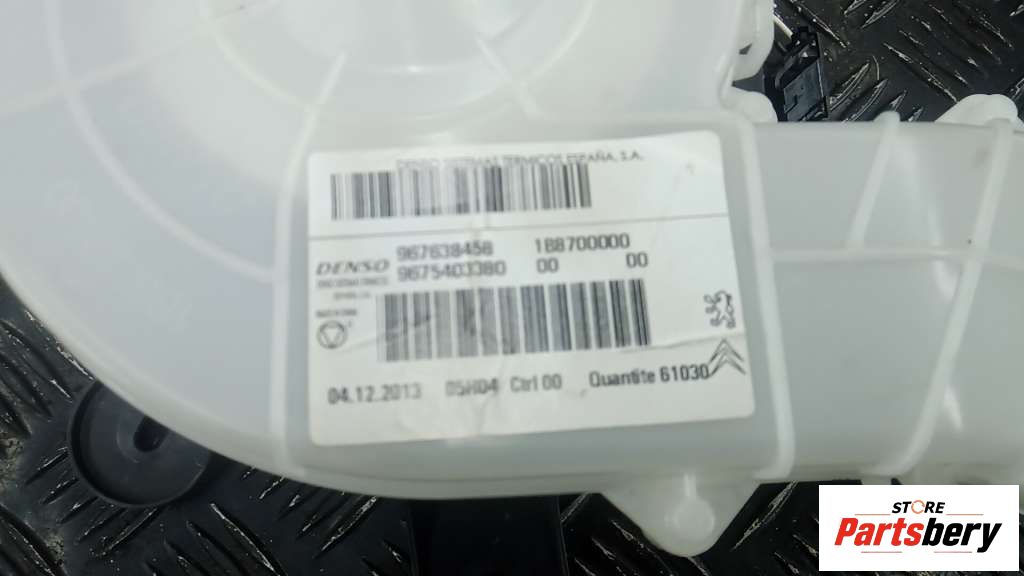 DENSO SISTEMAS TERMICOS ESPAÑA, S.A.
967638458 1B8700000
DENSO 9675403380 00 00
04.12.2013 05H04 Ctrl 00 Quantite 61030
STORE
Partsbery